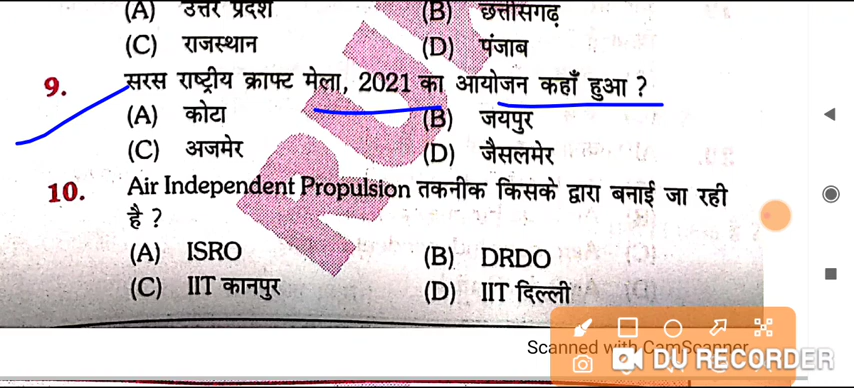 (A) उत्तर प्रदेश (B) छत्तीसगढ़
(C) राजस्थान (D) पंजाब
9. सरस राष्ट्रीय क्राफ्ट मेला, 2021 का आयोजन कहाँ हुआ ?
(A) कोटा (B) जयपुर
(C) अजमेर (D) जैसलमेर
10. Air Independent Propulsion तकनीक किसके द्वारा बनाई जा रही
है ?
(A) ISRO (B) DRDO
(C) IIT कानपुर (D) IIT दिल्ली
Scanned with CamScanner
DU RECORDER